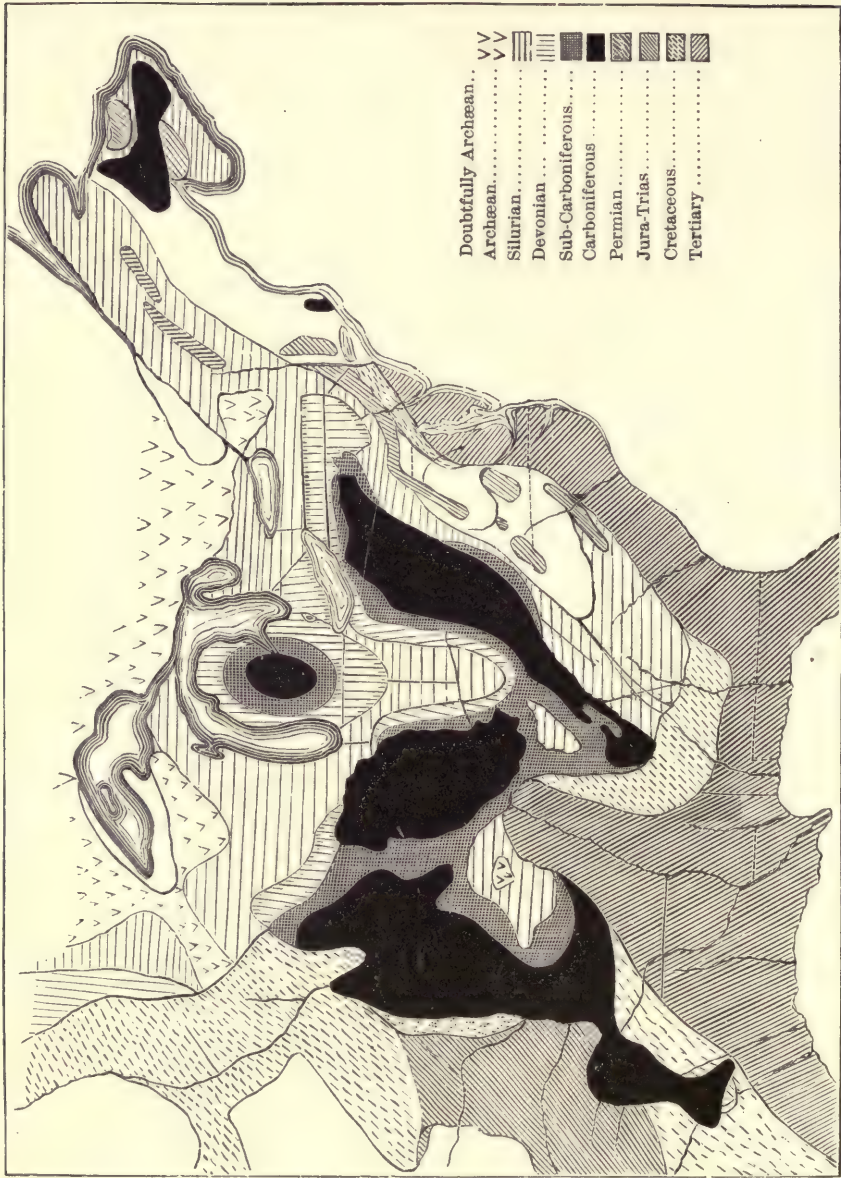 Doubtfully Archæan..
Archæan................
Silurian................
Devonian... ..........
Sub-Carboniferous.....
Carboniferous ........
Permian..............
Jura-Trias............
Cretaceous...........
Tertiary .............